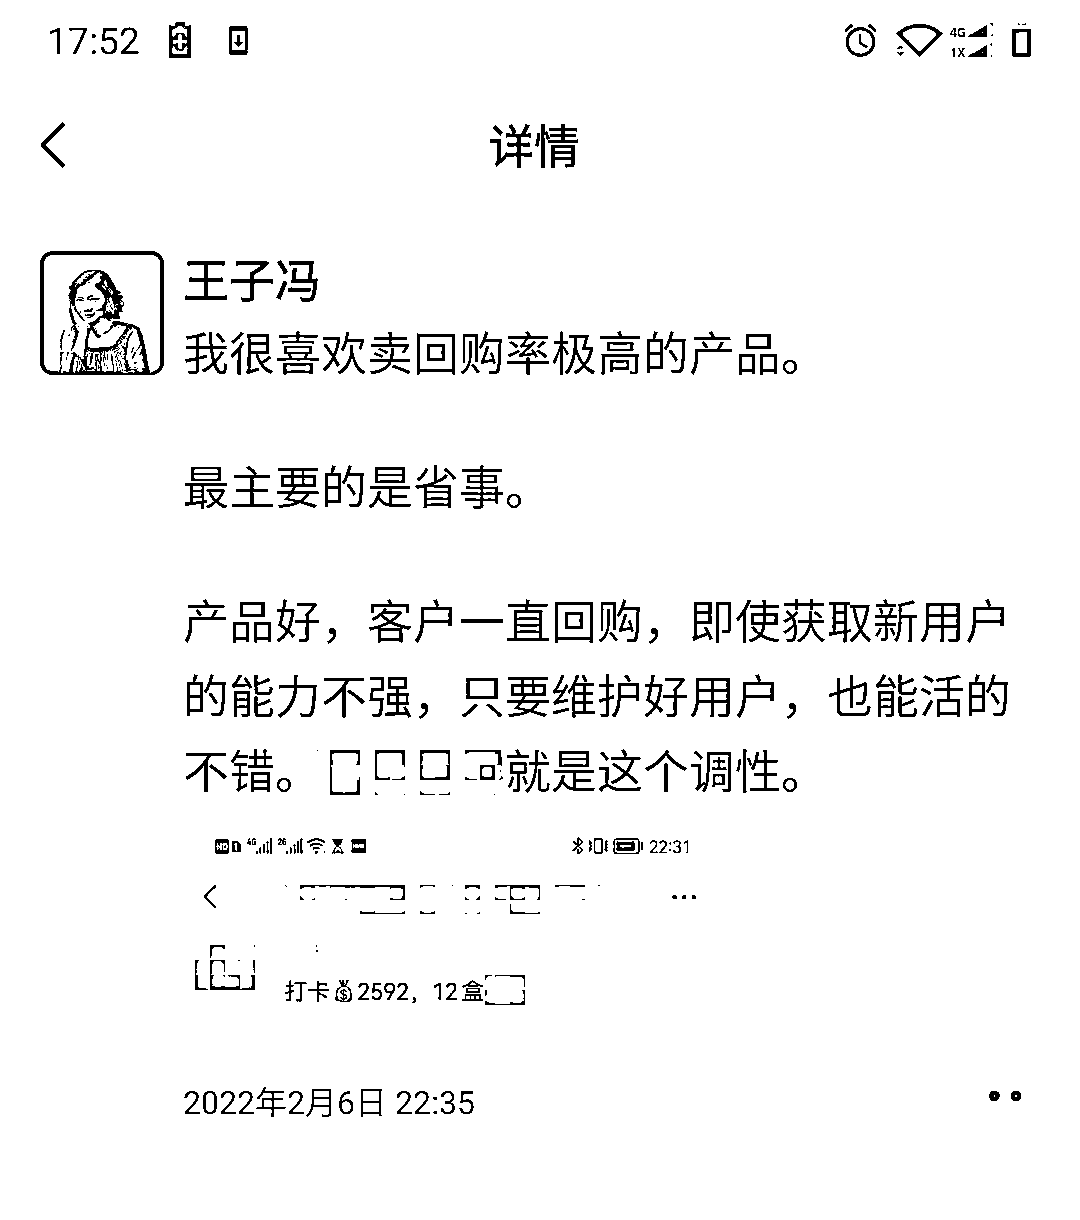 17:52
4G
1X
详情
王子冯
我很喜欢卖回购率极高的产品。
最主要的是省事。
产品好，客户一直回购，即使获取新用户
的能力不强，只要维护好用户，也能活的
不错。
就是这个调性。
HD 1 4G 26 22:31
打卡💰2592，12盒
2022年2月6日 22:35